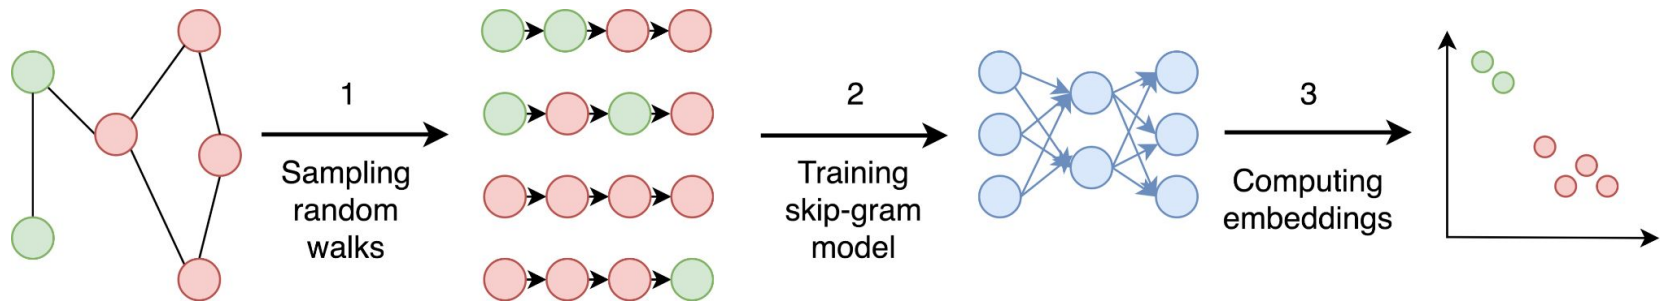 1
Sampling
random
walks
2
Training
skip-gram
model
3
Computing
embeddings